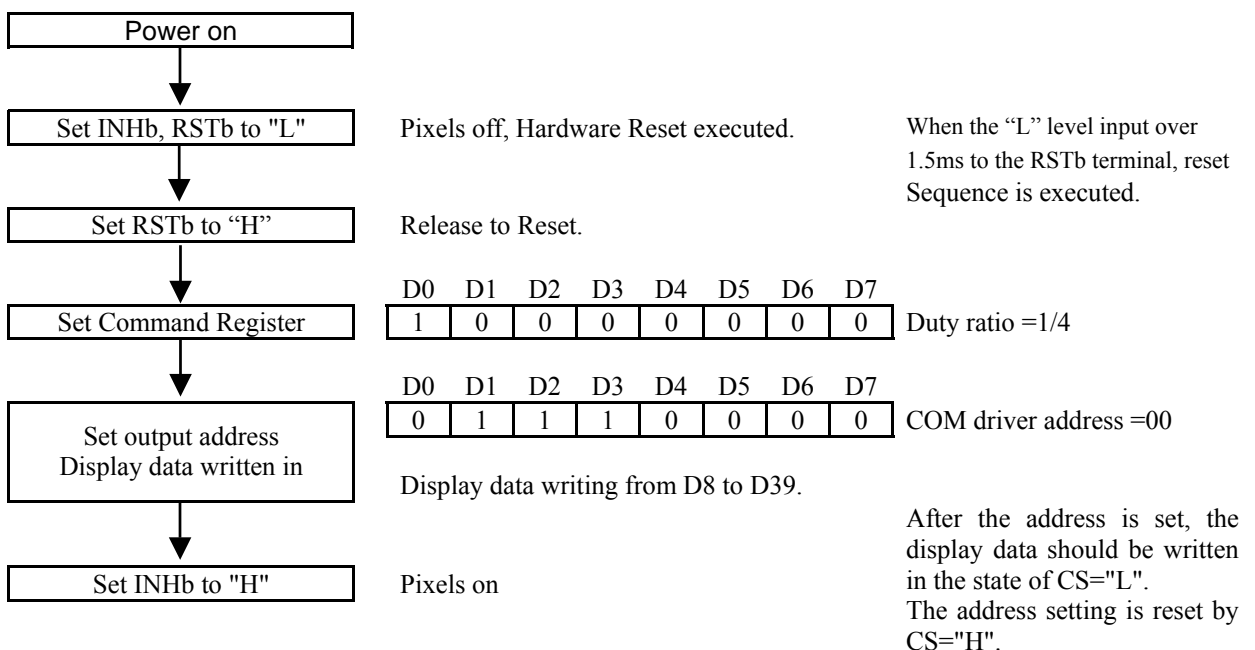 Power on
Set INHb, RSTb to "L"
Pixels off, Hardware Reset executed.
When the “L” level input over
1.5ms to the RSTb terminal, reset
Sequence is executed.
Set RSTb to “H”
Release to Reset.
D0 D1 D2 D3 D4 D5 D6 D7
Set Command Register
1 0 0 0 0 0 0 0
Duty ratio =1/4
D0 D1 D2 D3 D4 D5 D6 D7
0 1 1 1 0 0 0 0
COM driver address =00
Set output address
Display data written in
Display data writing from D8 to D39.
After the address is set, the
display data should be written
in the state of CS="L".
The address setting is reset by
CS="H".
Set INHb to "H"
Pixels on